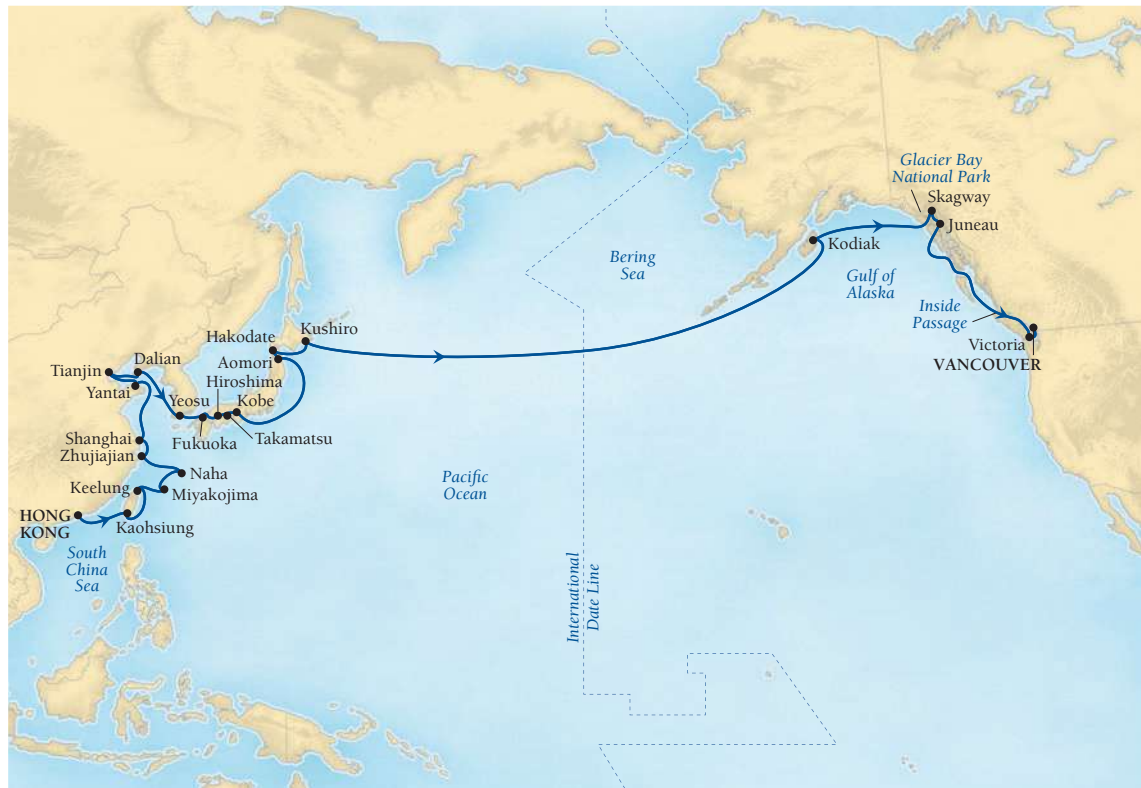 Glacier Bay
National Park
Skagway
Juneau
Kodiak
Bering
Sea
Gulf of
Alaska
Inside
Passage
Victoria
VANCOUVER
Hakodate
Kushiro
Aomori
Tianjin
Dalian
Hiroshima
Yantai
Yeosu
Kobe
Fukuoka
Takamatsu
Shanghai
Zhujiajian
Naha
Keelung
Miyakojima
HONG
KONG
Kaohsiung
South
China
Sea
Pacific
Ocean
International
Date Line